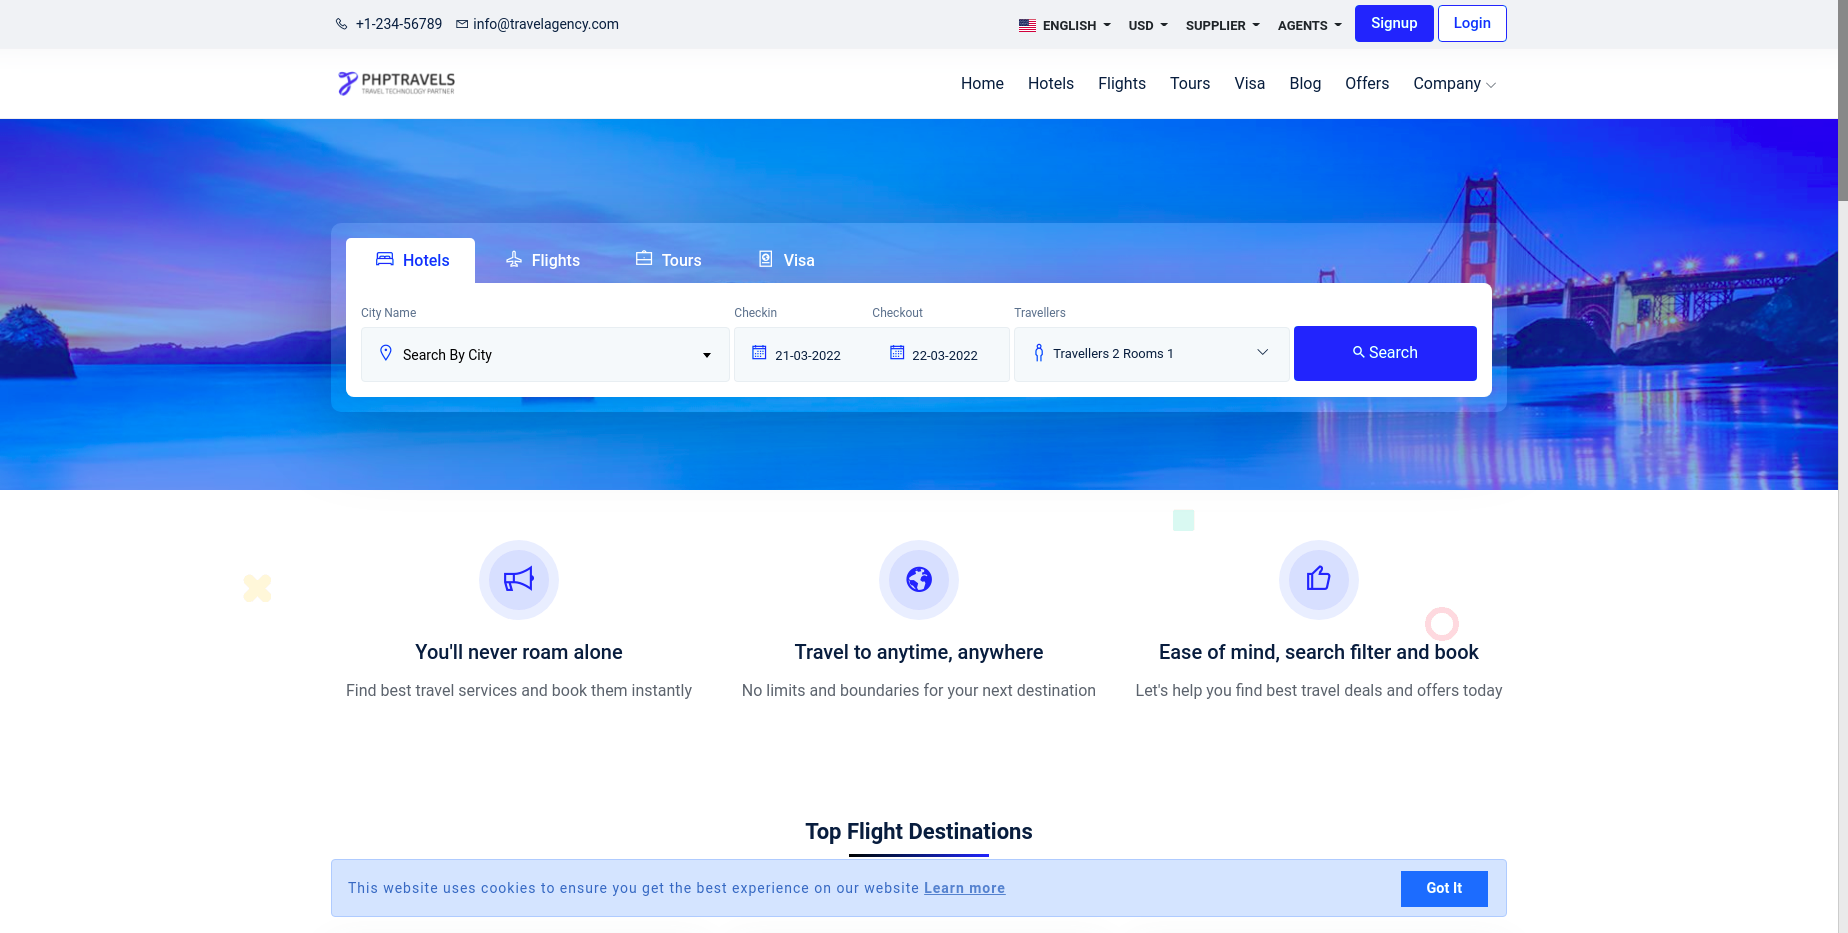 +1-234-56789 info@travelagency.com ENGLISH USD SUPPLIER AGENTS Signup Login
PHPTRAVELS
TRAVEL TECHNOLOGY PARTNER
Home Hotels Flights Tours Visa Blog Offers Company
Hotels Flights Tours Visa
City Name Checkin Checkout Travellers
Search By City 21-03-2022 22-03-2022 Travellers 2 Rooms 1 Search
You'll never roam alone
Find best travel services and book them instantly
Travel to anytime, anywhere
No limits and boundaries for your next destination
Ease of mind, search filter and book
Let's help you find best travel deals and offers today
Top Flight Destinations
This website uses cookies to ensure you get the best experience on our website Learn more Got It